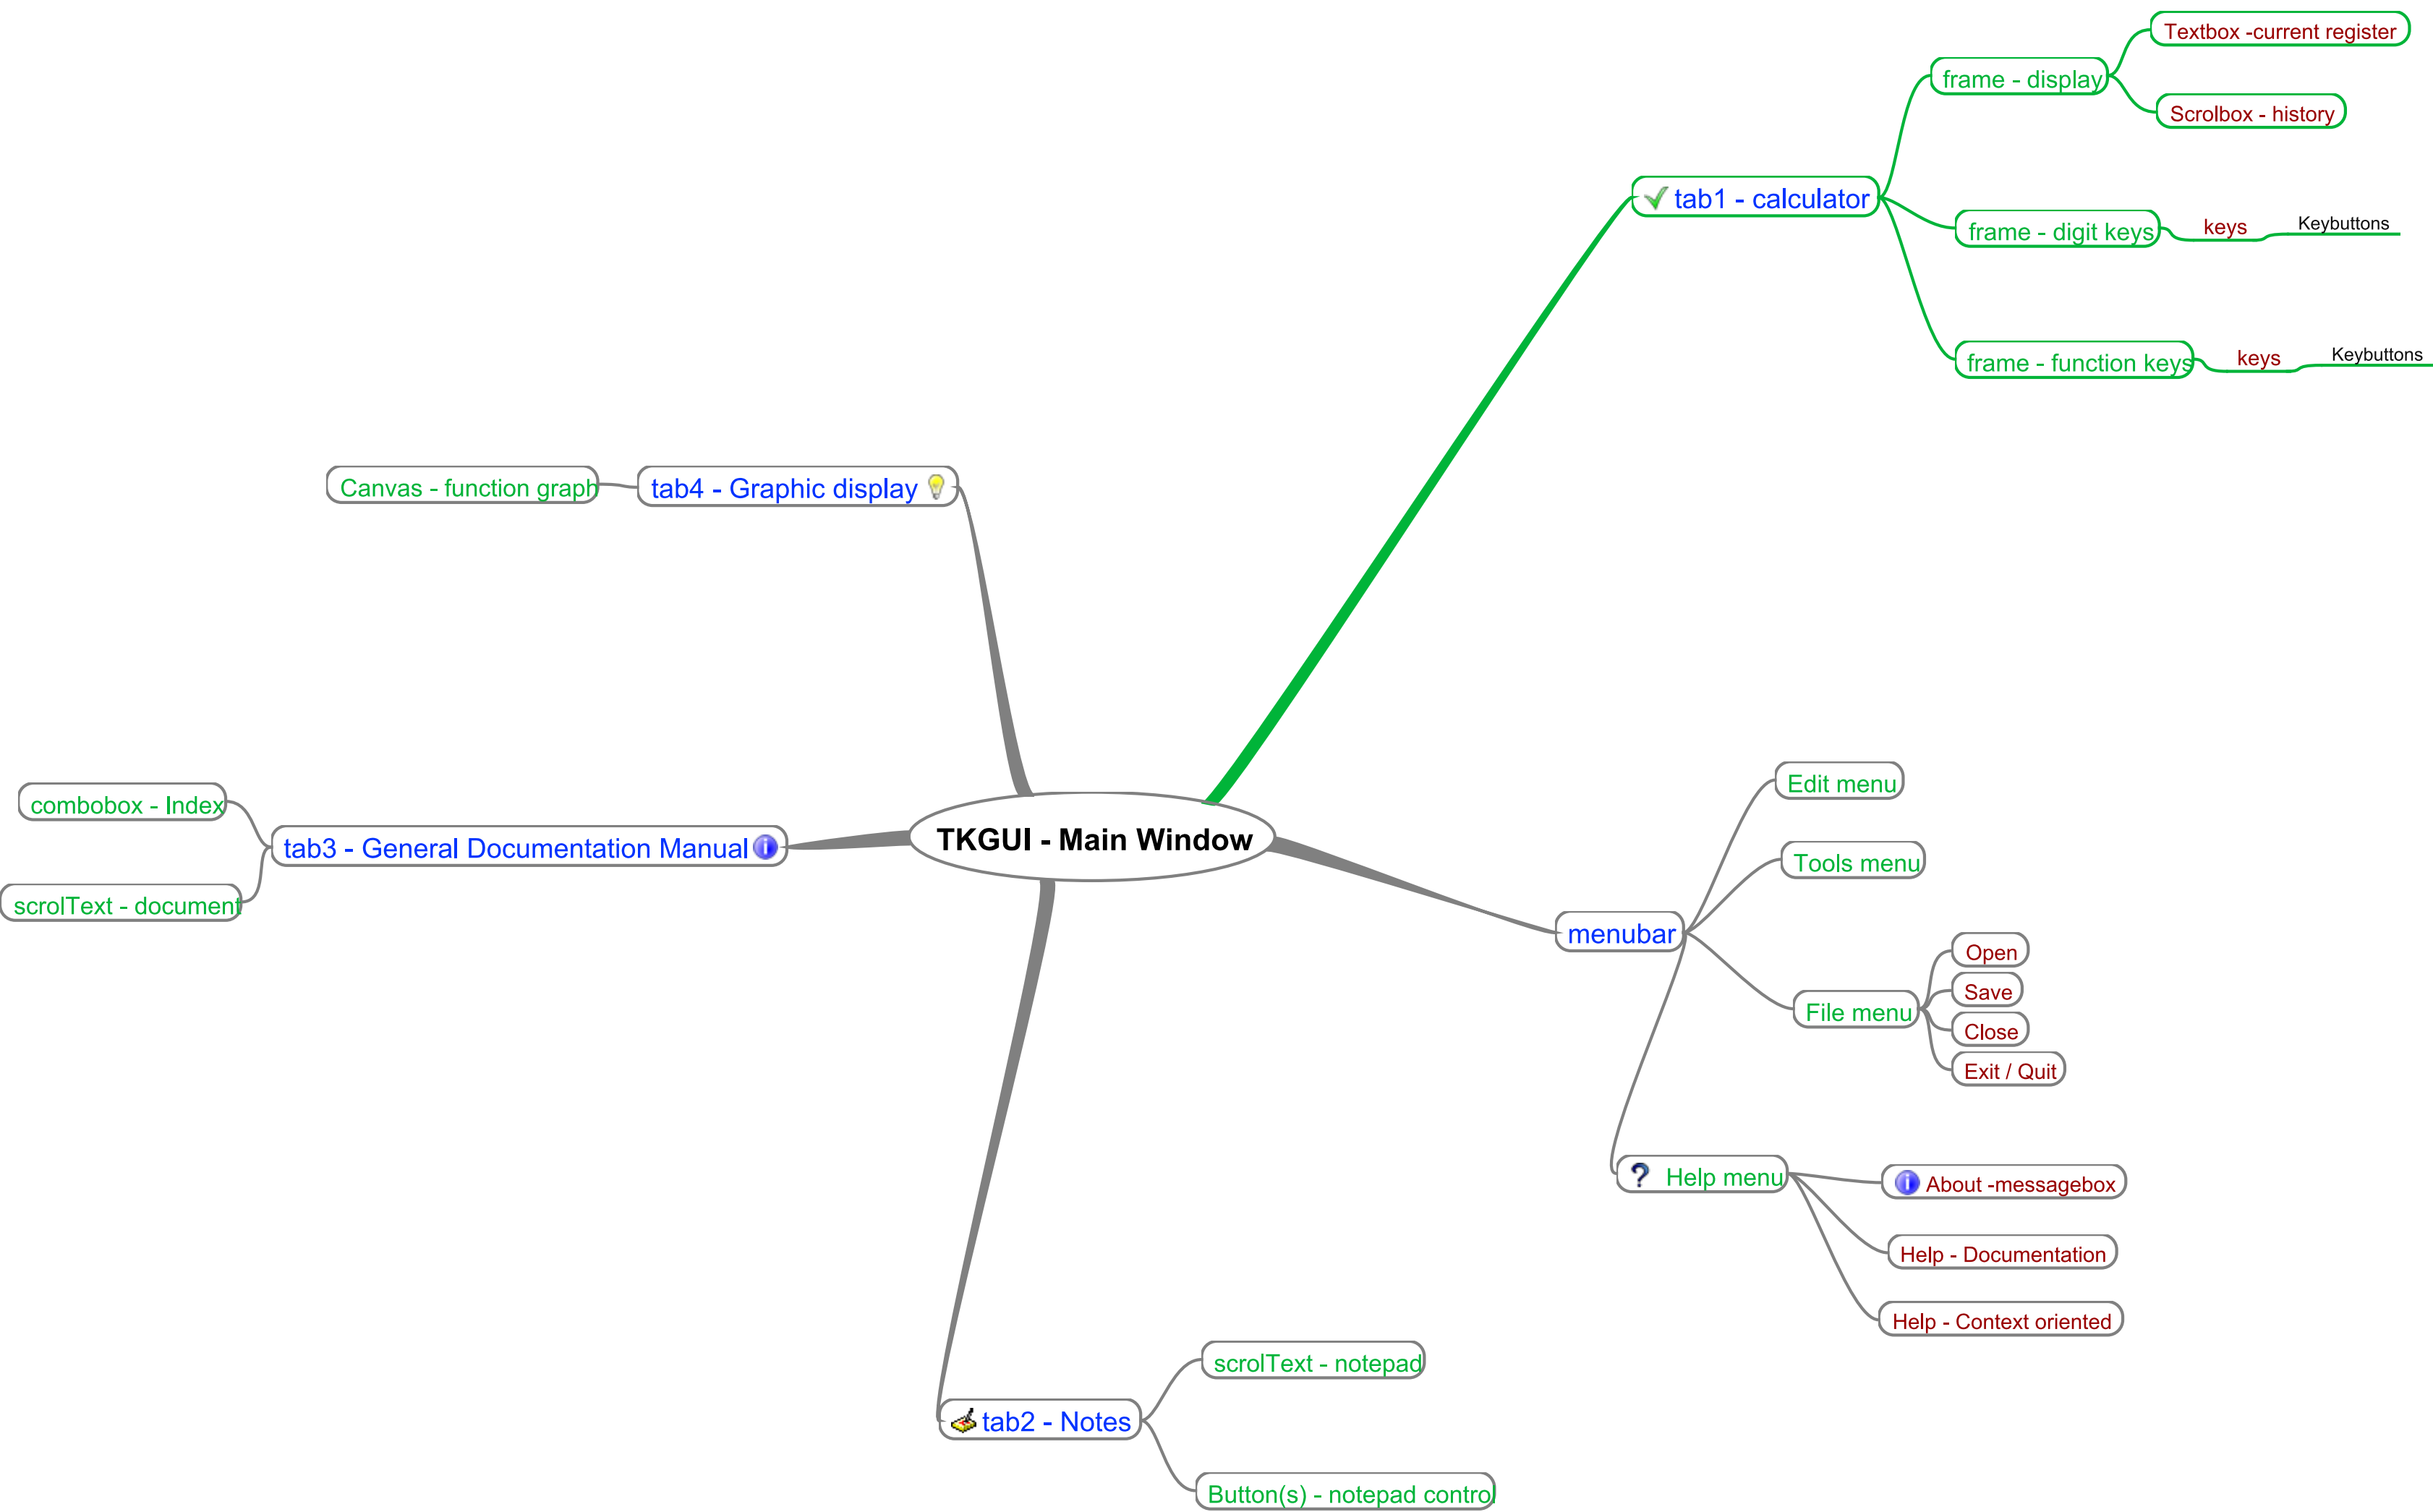 Textbox -current register
frame - display
Scrolbox - history
tab1 - calculator
frame - digit keys
keys
Keybuttons
frame - function keys
keys
Keybuttons
Canvas - function graph
tab4 - Graphic display
combobox - Index
tab3 - General Documentation Manual
scrolText - document
TKGUI - Main Window
Edit menu
Tools menu
menubar
Open
Save
File menu
Close
Exit / Quit
? Help menu
About -messagebox
Help - Documentation
Help - Context oriented
scrolText - notepad
tab2 - Notes
Button(s) - notepad control